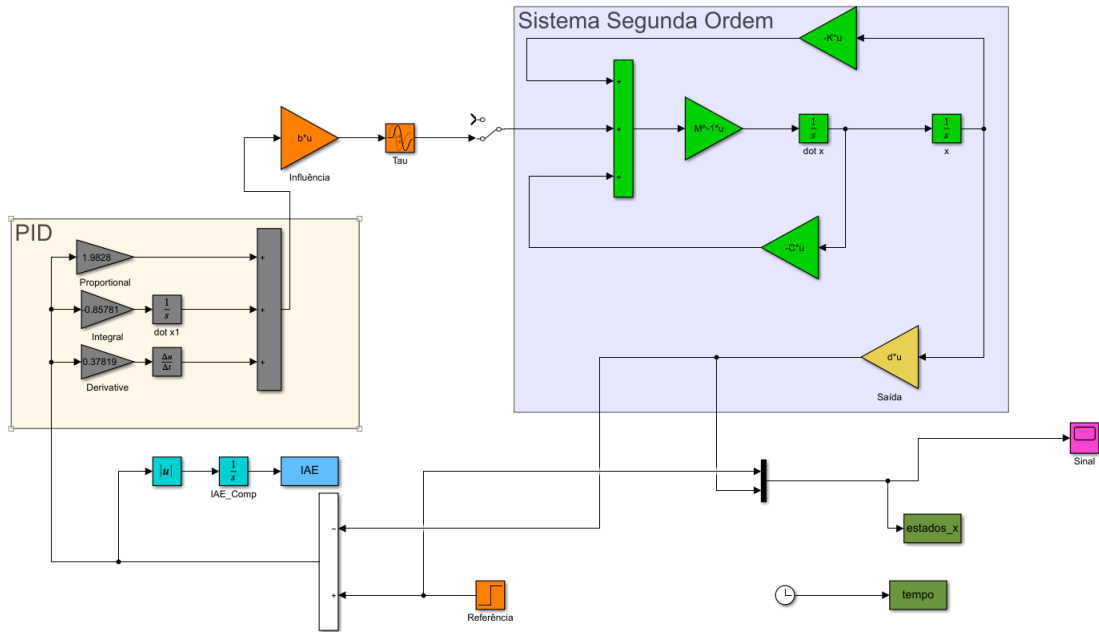 Sistema Segunda Ordem
-K*u
+
+
+
M^-1*u
1
s
dot x
1
s
x
-C*u
d*u
Saída
b*u
Influência
Tau
PID
1.9828
Proportional
-0.85781
Integral
1
s
dot x1
0.37819
Derivative
Δu
Δt
+
+
+
|u|
1
s
IAE_Comp
IAE
−
+
Referência
Sinal
estados_x
tempo